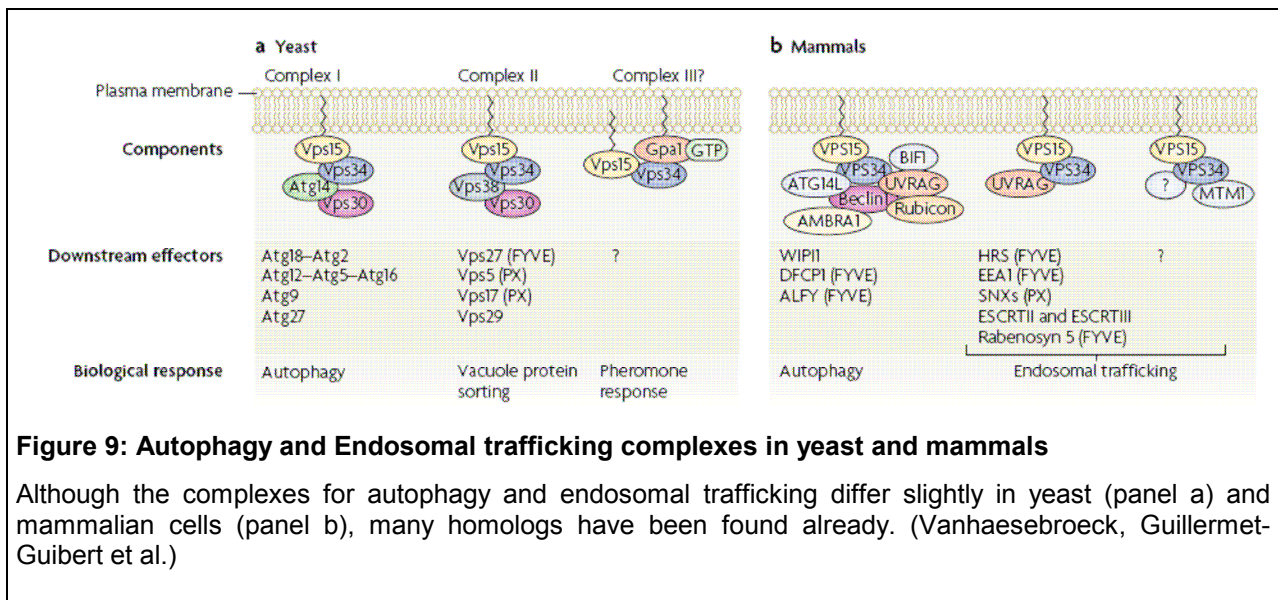 a Yeast
b Mammals
Complex I
Complex II
Complex III?
Plasma membrane
Components
Vps15
Vps34
Atg14
Vps30
Vps15
Vps34
Vps38
Vps30
Vps15
Gpa1
GTP
Vps34
VPS15
VPS34
BIF1
ATG14L
UVRAG
Beclin1
Rubicon
AMBRA1
VPS15
VPS34
UVRAG
VPS15
VPS34
?
MTM1
Downstream effectors
Atg18–Atg2
Atg12–Atg5–Atg16
Atg9
Atg27
Vps27 (FYVE)
Vps5 (PX)
Vps17 (PX)
Vps29
?
WIPI1
DFCP1 (FYVE)
ALFY (FYVE)
HRS (FYVE)
EEA1 (FYVE)
SNXs (PX)
ESCRTII and ESCRTIII
Rabenosyn 5 (FYVE)
?
Biological response
Autophagy
Vacuole protein
sorting
Pheromone
response
Autophagy
Endosomal trafficking
Figure 9: Autophagy and Endosomal trafficking complexes in yeast and mammals
Although the complexes for autophagy and endosomal trafficking differ slightly in yeast (panel a) and
mammalian cells (panel b), many homologs have been found already. (Vanhaesebroeck, Guillermet-
Guibert et al.)